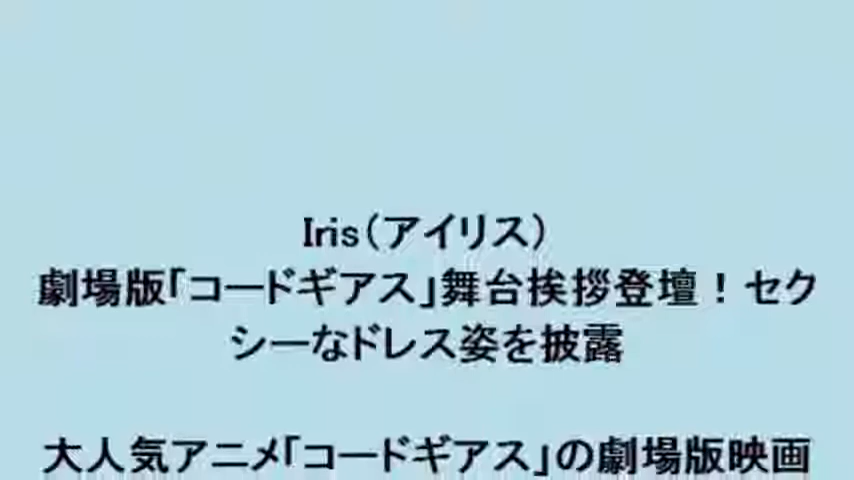 Iris（アイリス）
劇場版「コードギアス」舞台挨拶登壇！セク
シーなドレス姿を披露
大人気アニメ「コードギアス」の劇場版映画